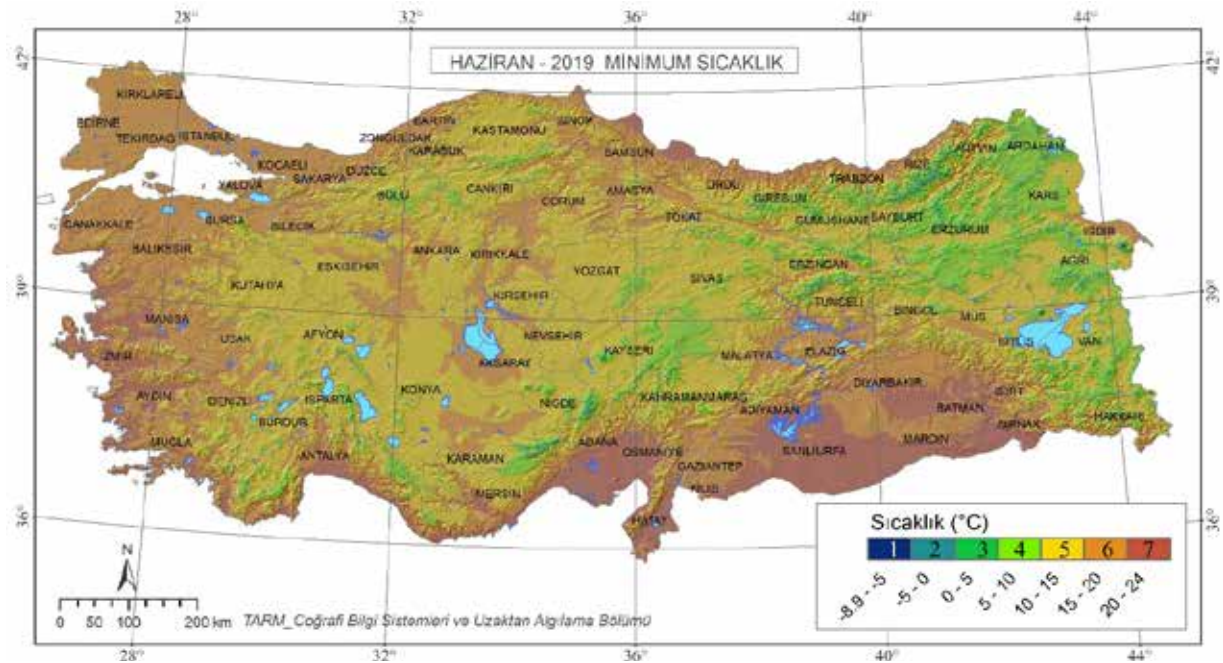 28° 32° 36° 40° 44°
42° 42°
HAZİRAN - 2019 MİNİMUM SICAKLIK
KIRKLARELİ
EDİRNE
TEKİRDAĞ İSTANBUL
KOCAELİ
YALOVA
SAKARYA
DÜZCE
ZONGULDAK
BARTIN
KARABÜK
KASTAMONU
SİNOP
SAMSUN
ORDU
GİRESUN
TRABZON
RİZE
ARTVİN
ARDAHAN
ÇANAKKALE
BURSA
BİLECİK
BOLU
ÇANKIRI
ÇORUM
AMASYA
TOKAT
GÜMÜŞHANE
BAYBURT
ERZURUM
KARS
IĞDIR
AĞRI
BALIKESİR
KÜTAHYA
ESKİŞEHİR
ANKARA
KIRIKKALE
YOZGAT
SİVAS
ERZİNCAN
TUNCELİ
BİNGÖL
MUŞ
39° 39°
MANİSA
UŞAK
AFYON
KIRŞEHİR
NEVŞEHİR
AKSARAY
KAYSERİ
MALATYA
ELAZIĞ
BİTLİS
VAN
İZMİR
AYDIN
DENİZLİ
BURDUR
ISPARTA
KONYA
NİĞDE
KAHRAMANMARAŞ
ADIYAMAN
DİYARBAKIR
BATMAN
SİİRT
ŞIRNAK
HAKKARİ
MUĞLA
ANTALYA
KARAMAN
MERSİN
ADANA
OSMANİYE
GAZİANTEP
ŞANLIURFA
MARDİN
KİLİS
HATAY
36° 36°
N
0 50 100 200 km
TARM_Coğrafi Bilgi Sistemleri ve Uzaktan Algılama Bölümü
Sıcaklık (°C)
1 2 3 4 5 6 7
-8.9 - -5 -5 - 0 0 - 5 5 - 10 10 - 15 15 - 20 20 - 24
28° 32° 36° 40° 44°